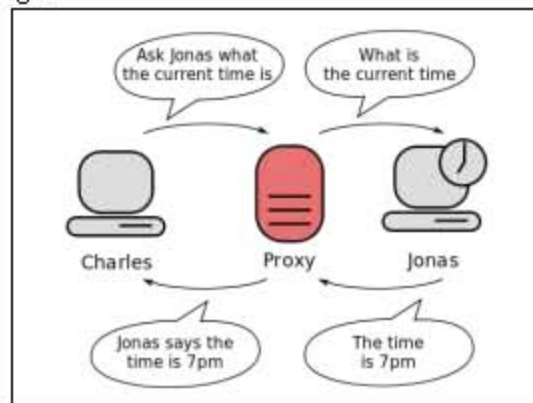 Ask Jonas what
the current time is
What is
the current time
Charles
Proxy
Jonas
Jonas says the
time is 7pm
The time
is 7pm